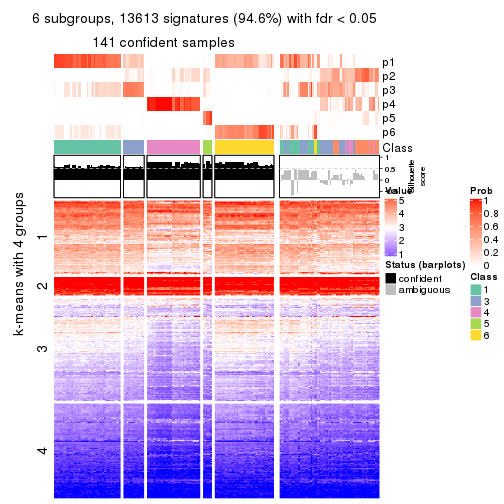 6 subgroups, 13613 signatures (94.6%) with fdr < 0.05
141 confident samples
p1
p2
p3
p4
p5
p6
Class
1
0.5
0
Silhouette
score
k-means with 4 groups
1
2
3
4
Value
5
4
3
2
1
Status (barplots)
confident
ambiguous
Prob
1
0.8
0.6
0.4
0.2
0
Class
1
3
4
5
6